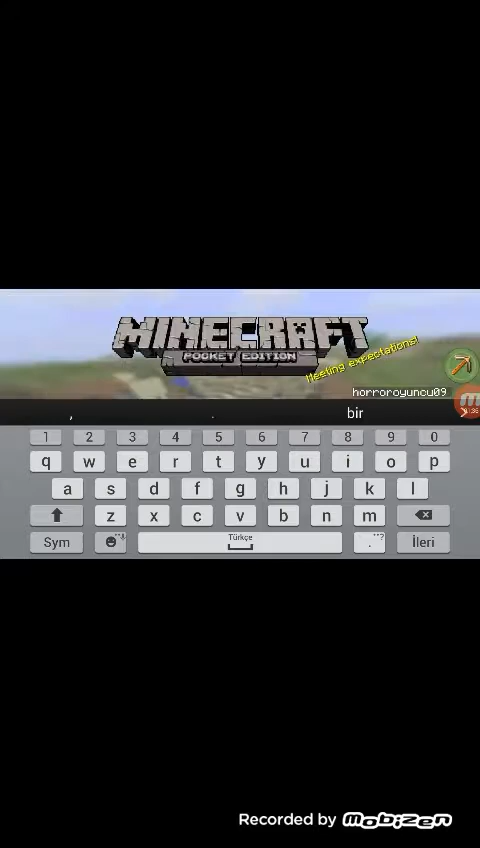 MINECRAFT
POCKET EDITION
Meeting expectations!
horroroyuncu09
, . bir
1 2 3 4 5 6 7 8 9 0
q w e r t y u i o p
a s d f g h j k l
z x c v b n m
Sym Türkçe . ? İleri
Recorded by Mobizen